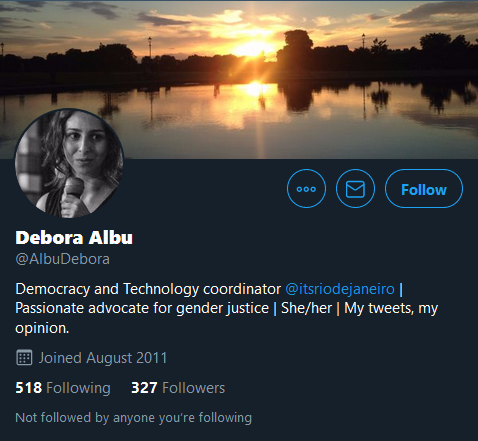 Follow
Debora Albu
@AlbuDebora
Democracy and Technology coordinator @itsriodejaneiro |
Passionate advocate for gender justice | She/her | My tweets, my
opinion.
Joined August 2011
518 Following 327 Followers
Not followed by anyone you're following